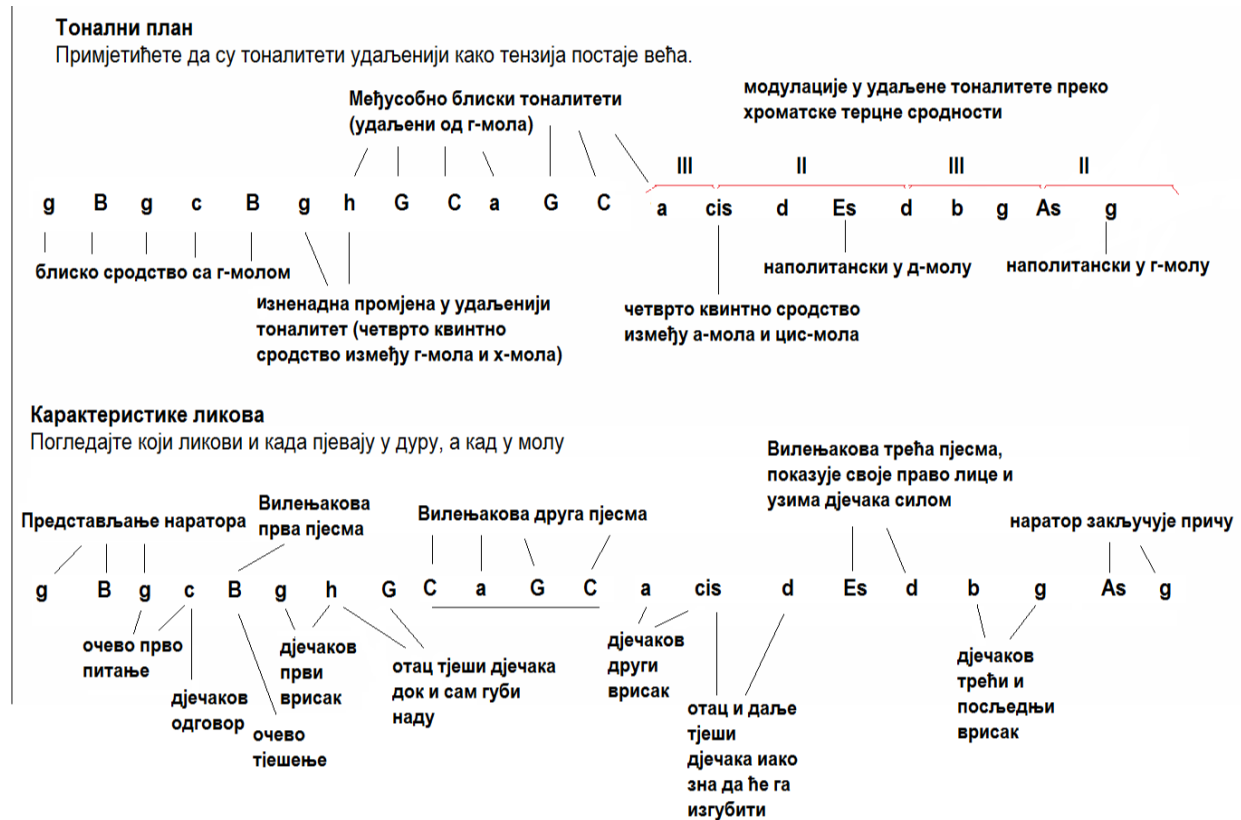 Тонални план
Примјетићете да су тоналитети удаљенији како тензија постаје већа.
Међусобно блиски тоналитети
(удаљени од г-мола)
модулације у удаљене тоналитете преко
хроматске терцне сродности
III II III II
g B g c B g h G C a G C a cis d Es d b g As g
блиско сродство са г-молом
изненадна промјена у удаљенији
тоналитет (четврто квинтно
сродство између г-мола и х-мола)
четврто квинтно сродство
између а-мола и цис-мола
наполитански у д-молу
наполитански у г-молу
Карактеристике ликова
Погледајте који ликови и када пјевају у дуру, а кад у молу
Представљање наратора
Вилењакова
прва пјесма
Вилењакова друга пјесма
Вилењакова трећа пјесма,
показује своје право лице и
узима дјечака силом
наратор закључује причу
g B g c B g h G C a G C a cis d Es d b g As g
очево прво
питање
дјечаков
одговор
очево
тјешење
дјечаков
први
врисак
отац тјеши дјечака
док и сам губи
наду
дјечаков
други
врисак
отац и даље
тјеши
дјечака иако
зна да ће га
изгубити
дјечаков
трећи и
посљедњи
врисак